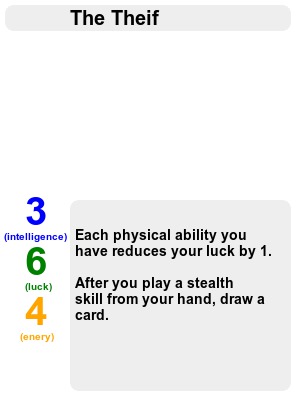 The Theif
3
(intelligence)
6
(luck)
4
(enery)
Each physical ability you
have reduces your luck by 1.
After you play a stealth
skill from your hand, draw a
card.